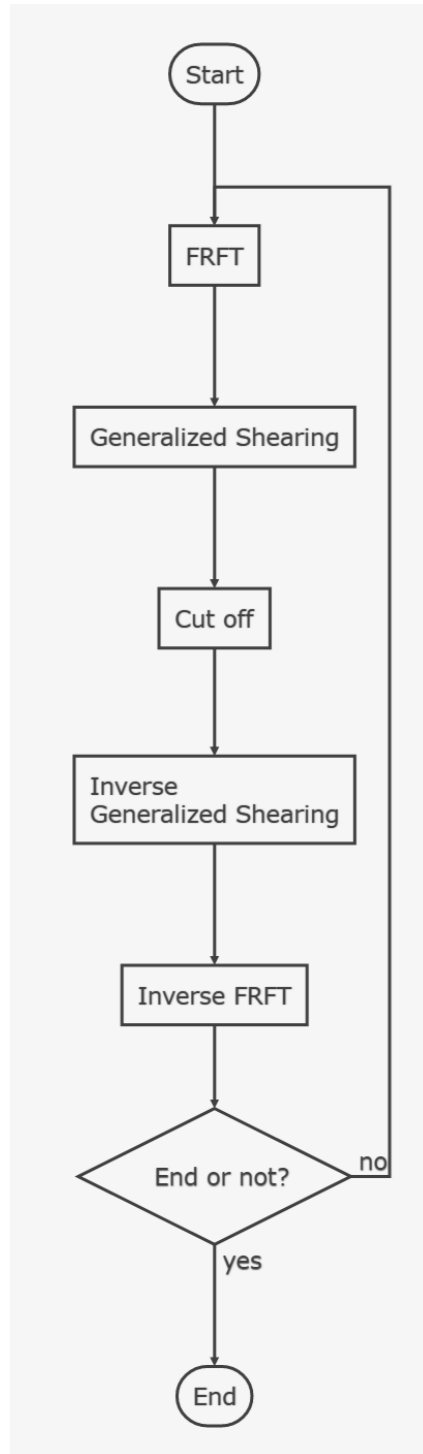 Start
FRFT
Generalized Shearing
Cut off
Inverse
Generalized Shearing
Inverse FRFT
End or not?
no
yes
End